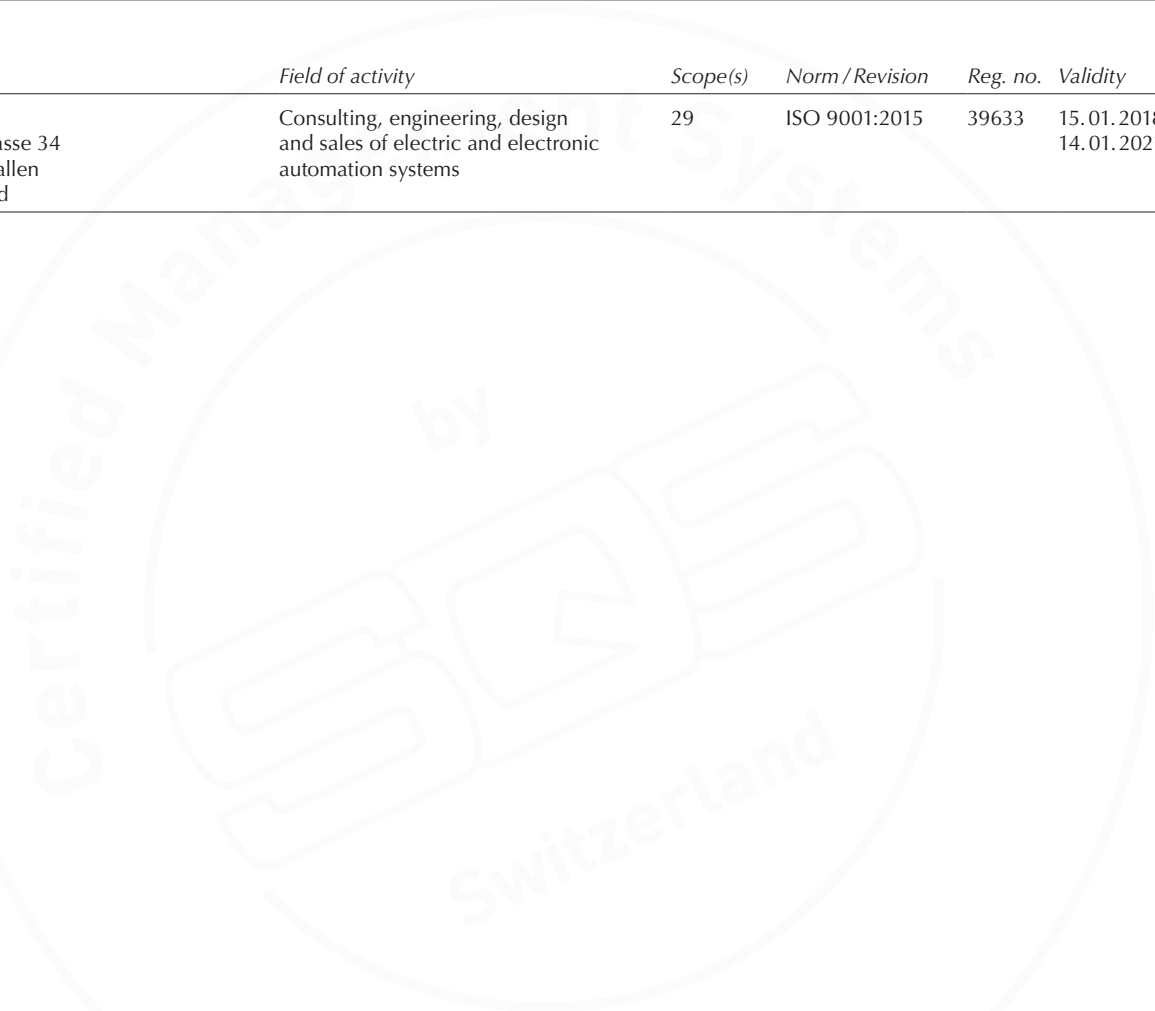 Field of activity Scope(s) Norm / Revision Reg. no. Validity
Consulting, engineering, design 29 ISO 9001:2015 39633 15.01.2018
asse 34 and sales of electric and electronic 14.01.202
allen automation systems
d
Certified Management Systems
by
SQS
Switzerland